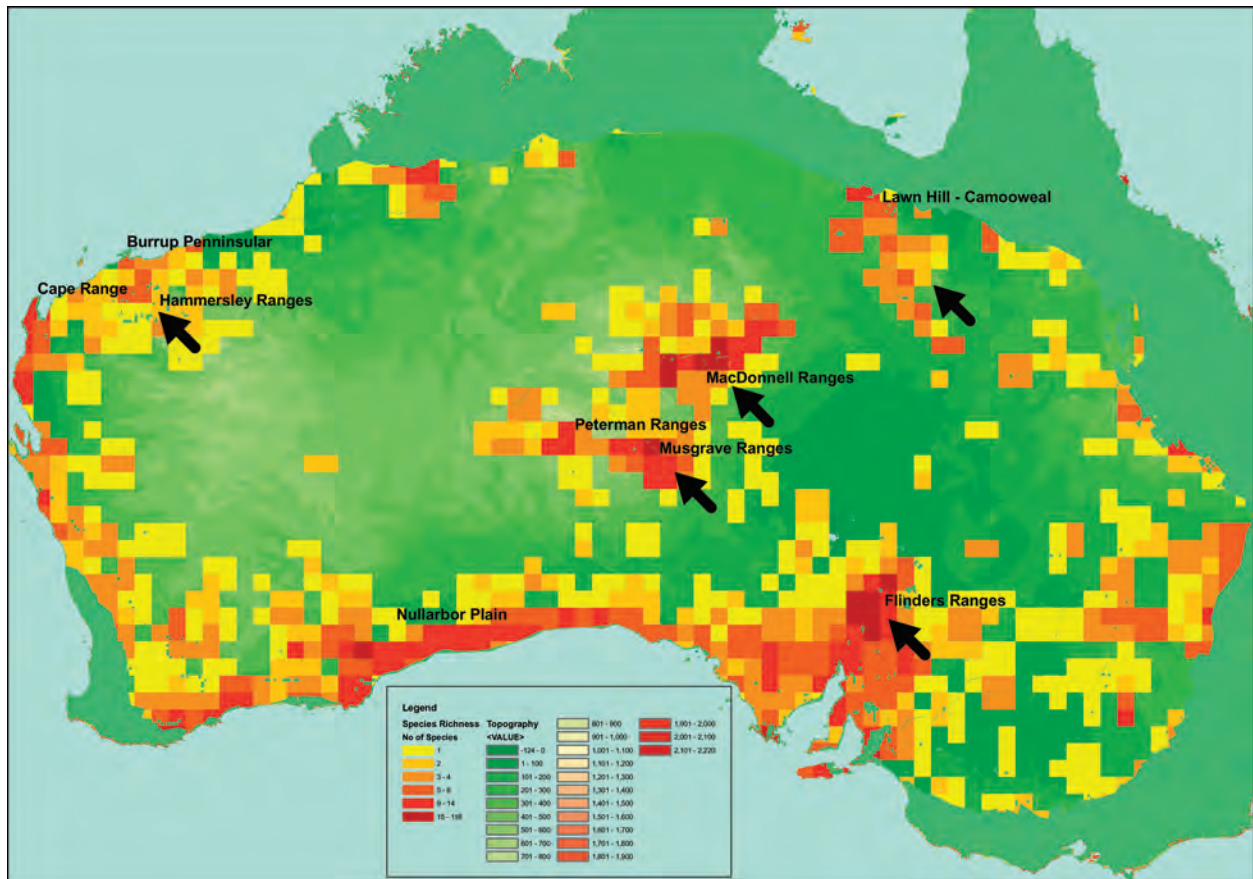 Lawn Hill - Camooweal
Burrup Penninsular
Cape Range
Hammersley Ranges
MacDonnell Ranges
Peterman Ranges
Musgrave Ranges
Flinders Ranges
Nullarbor Plain
Legend
Species Richness
No of Species
1
2
3 - 4
5 - 8
9 - 14
Topography
<VALUE>
-124 - 0
1 - 100
101 - 200
201 - 300
301 - 400
401 - 500
501 - 600
601 - 700
701 - 800
801 - 900
901 - 1,000
1,001 - 1,100
1,101 - 1,200
1,201 - 1,300
1,301 - 1,400
1,401 - 1,500
1,501 - 1,600
1,601 - 1,700
1,701 - 1,800
1,801 - 1,900
1,901 - 2,000
2,001 - 2,100
2,101 - 2,220